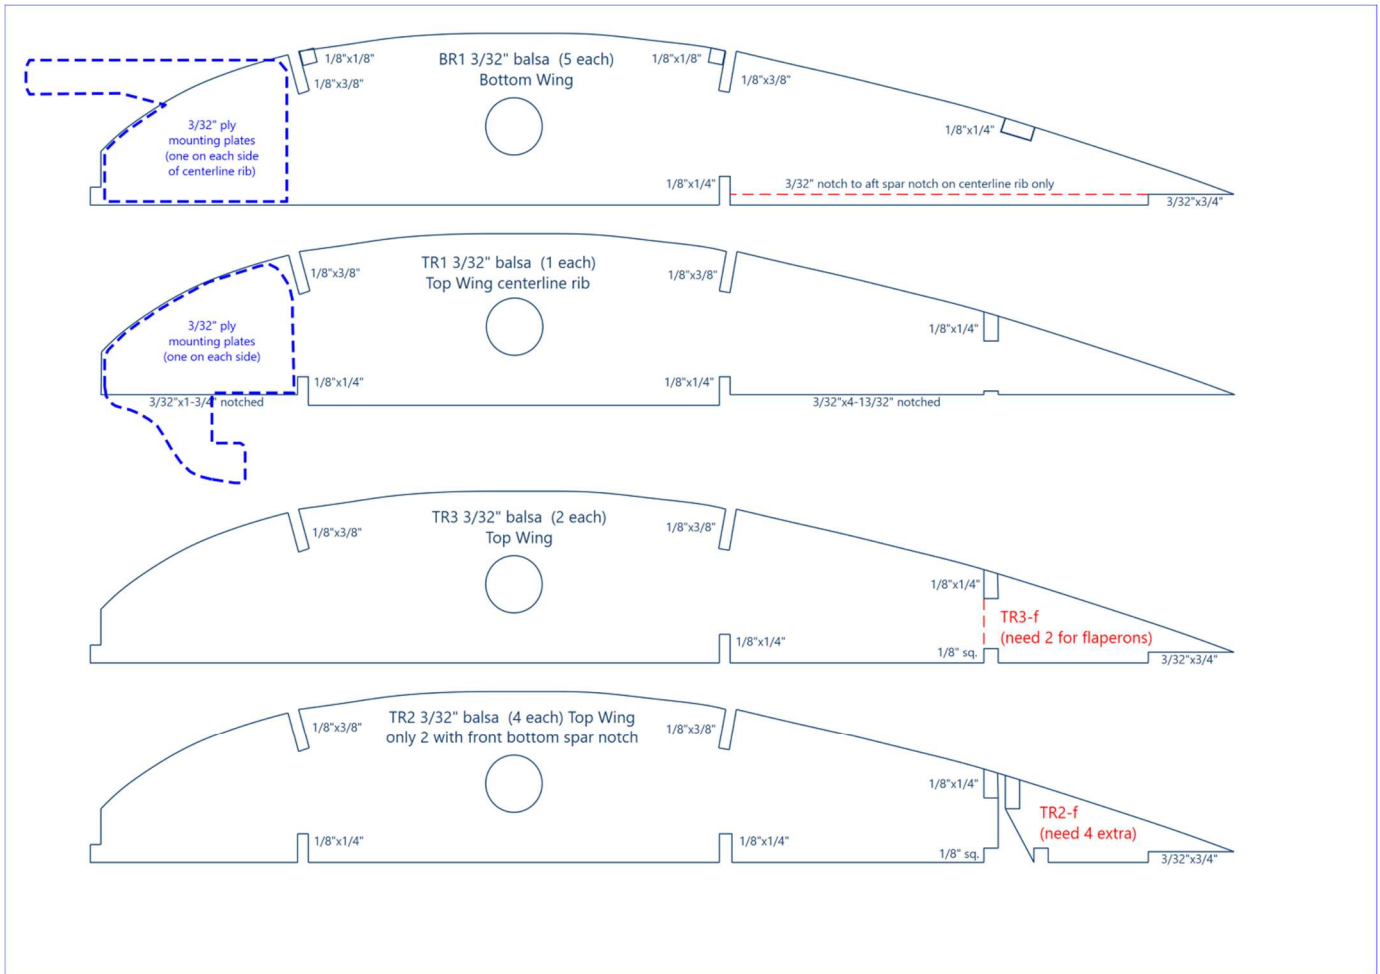 BR1 3/32" balsa (5 each)
Bottom Wing
1/8"x1/8"
1/8"x3/8"
1/8"x1/8"
1/8"x3/8"
3/32" ply
mounting plates
(one on each side
of centerline rib)
1/8"x1/4"
1/8"x1/4"
3/32" notch to aft spar notch on centerline rib only
3/32"x3/4"
TR1 3/32" balsa (1 each)
Top Wing centerline rib
1/8"x3/8"
1/8"x3/8"
3/32" ply
mounting plates
(one on each side)
1/8"x1/4"
1/8"x1/4"
1/8"x1/4"
3/32"x1-3/4" notched
3/32"x4-13/32" notched
TR3 3/32" balsa (2 each)
Top Wing
1/8"x3/8"
1/8"x3/8"
1/8"x1/4"
TR3-f
(need 2 for flaperons)
1/8"x1/4"
1/8" sq.
3/32"x3/4"
TR2 3/32" balsa (4 each) Top Wing
only 2 with front bottom spar notch
1/8"x3/8"
1/8"x3/8"
1/8"x1/4"
TR2-f
(need 4 extra)
1/8"x1/4"
1/8"x1/4"
1/8" sq.
3/32"x3/4"